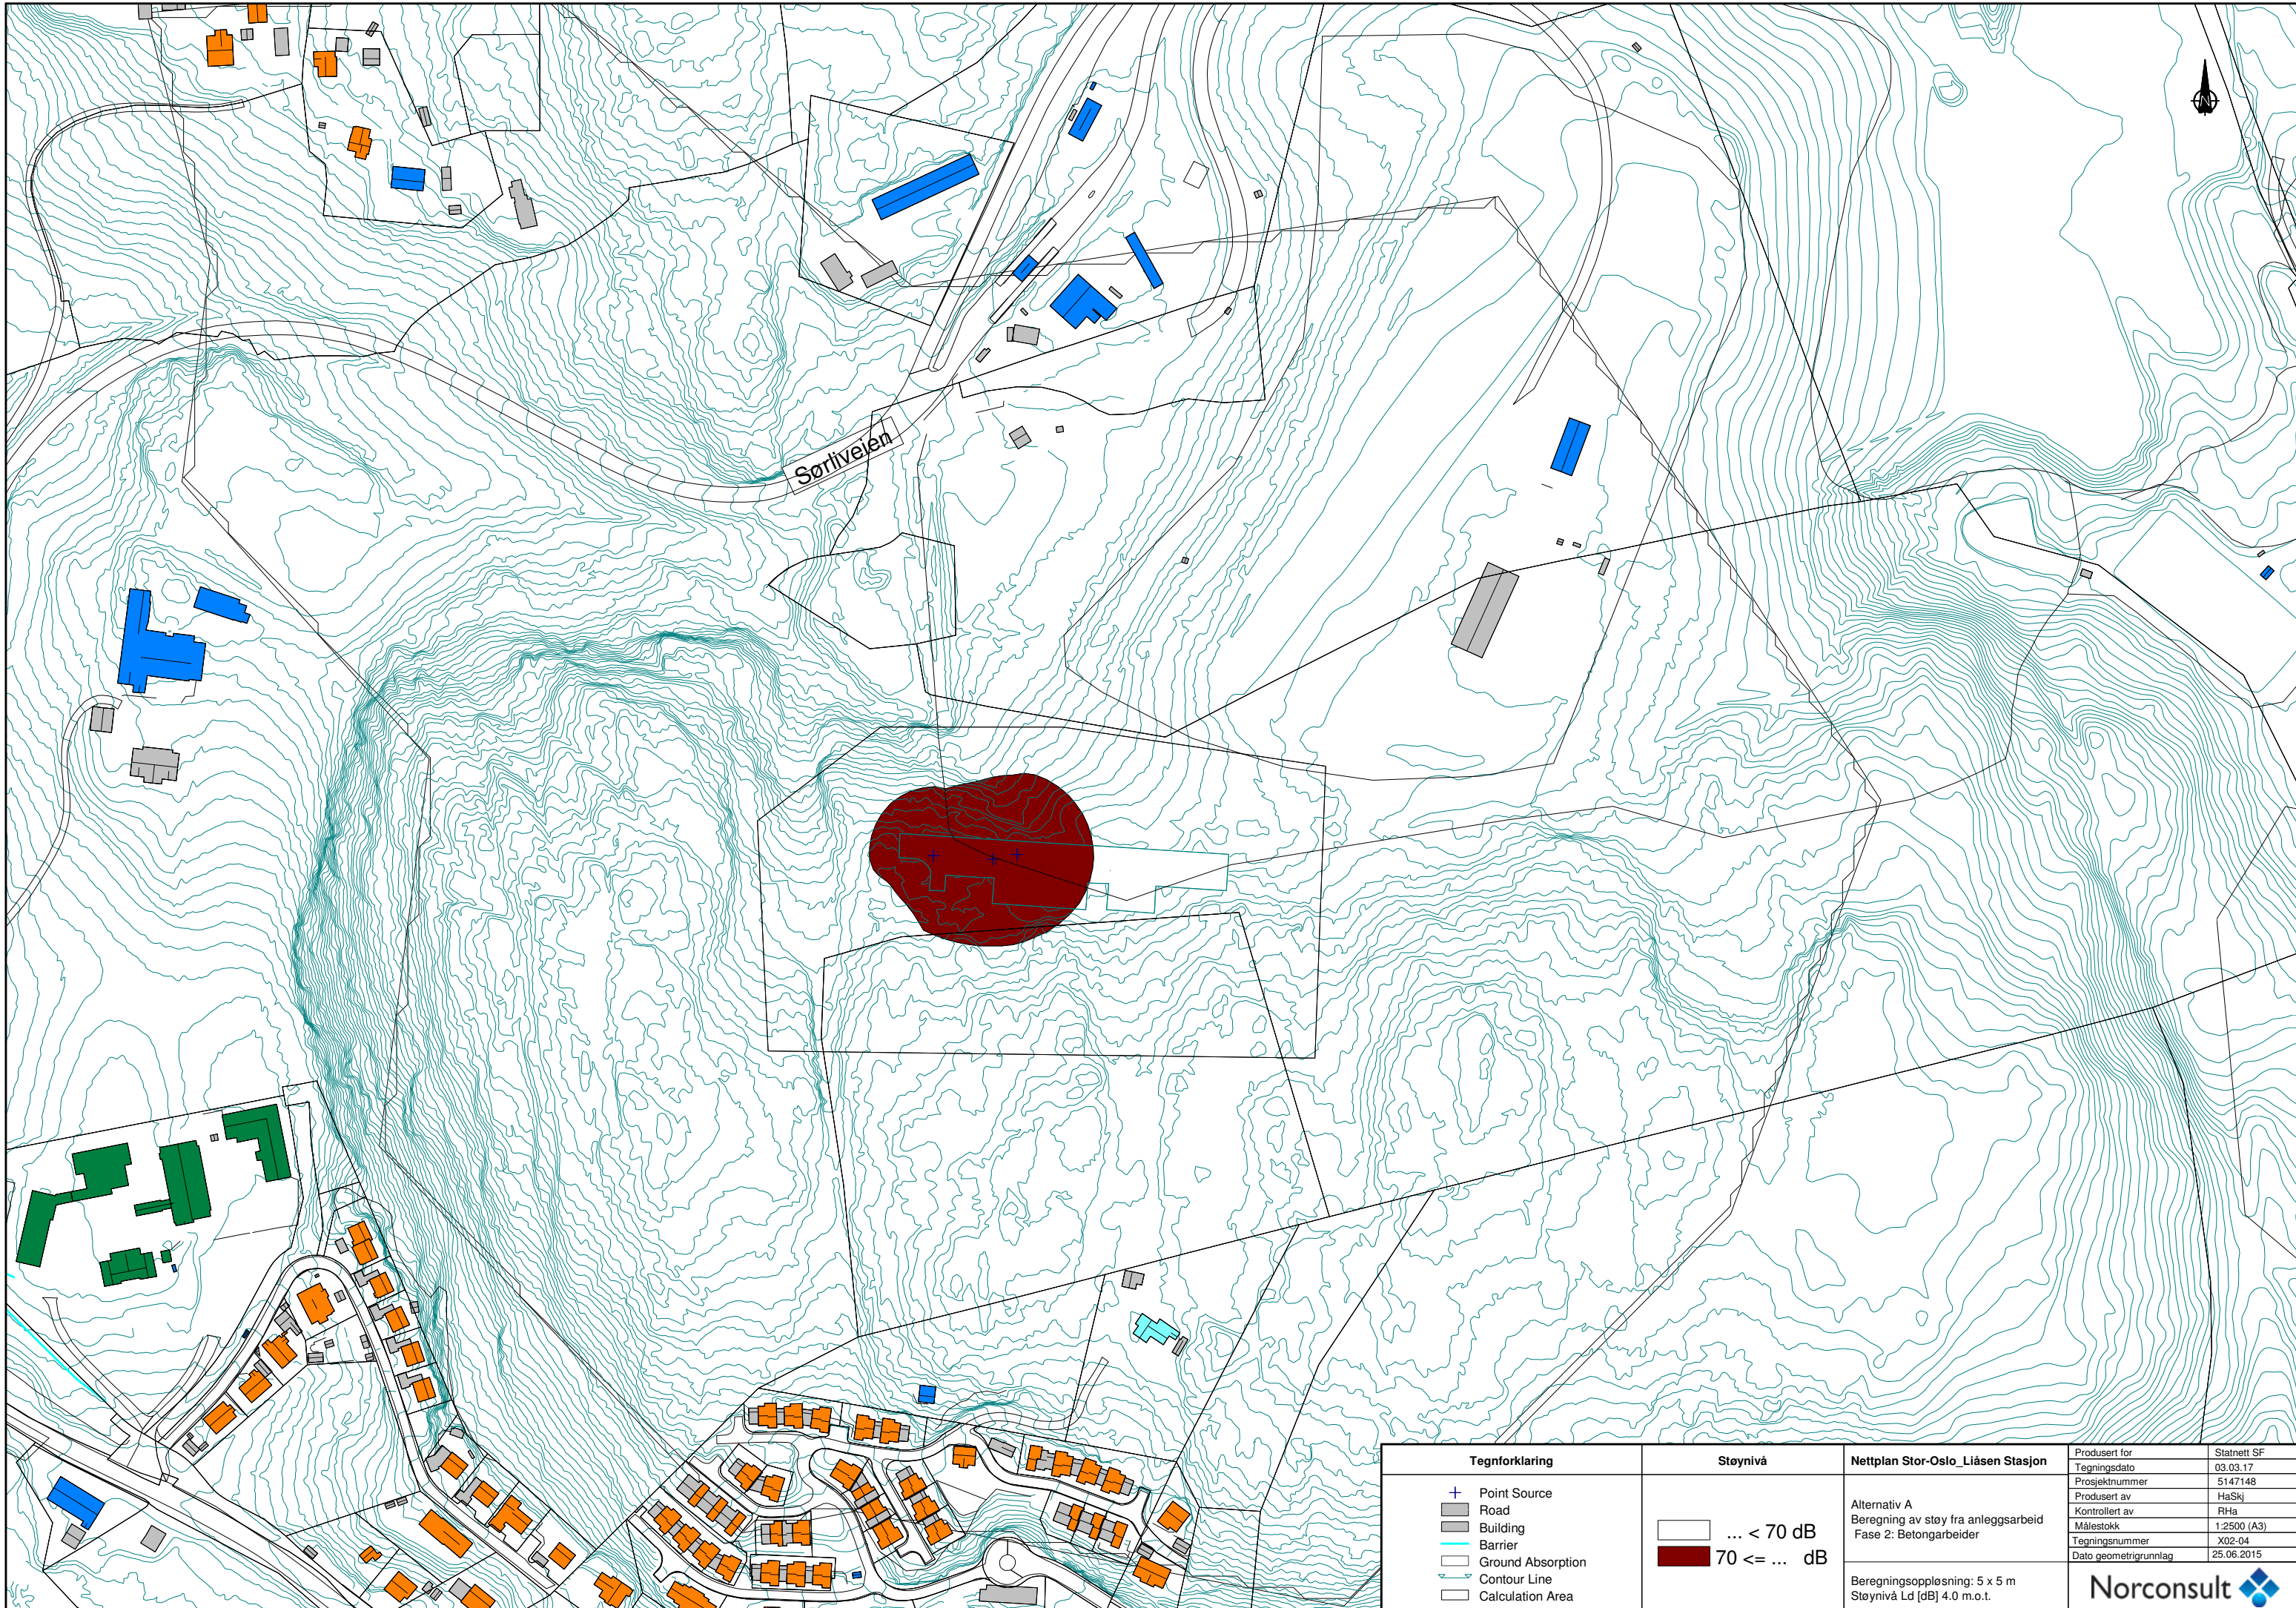 N
Sørliveien
Tegnforklaring
Point Source
Road
Building
Barrier
Ground Absorption
Contour Line
Calculation Area
Støynivå
... < 70 dB
70 <= ... dB
Nettplan Stor-Oslo_Liåsen Stasjon
Alternativ A
Beregning av støy fra anleggsarbeid
Fase 2: Betongarbeider
Beregningsoppløsning: 5 x 5 m
Støynivå Ld [dB] 4.0 m.o.t.
Produsert for Statnett SF
Tegningsdato 03.03.17
Prosjektnummer 5147148
Produsert av HaSkj
Kontrollert av RHa
Målestokk 1:2500 (A3)
Tegningsnummer X02-04
Dato geometrigrunnlag 25.06.2015
Norconsult